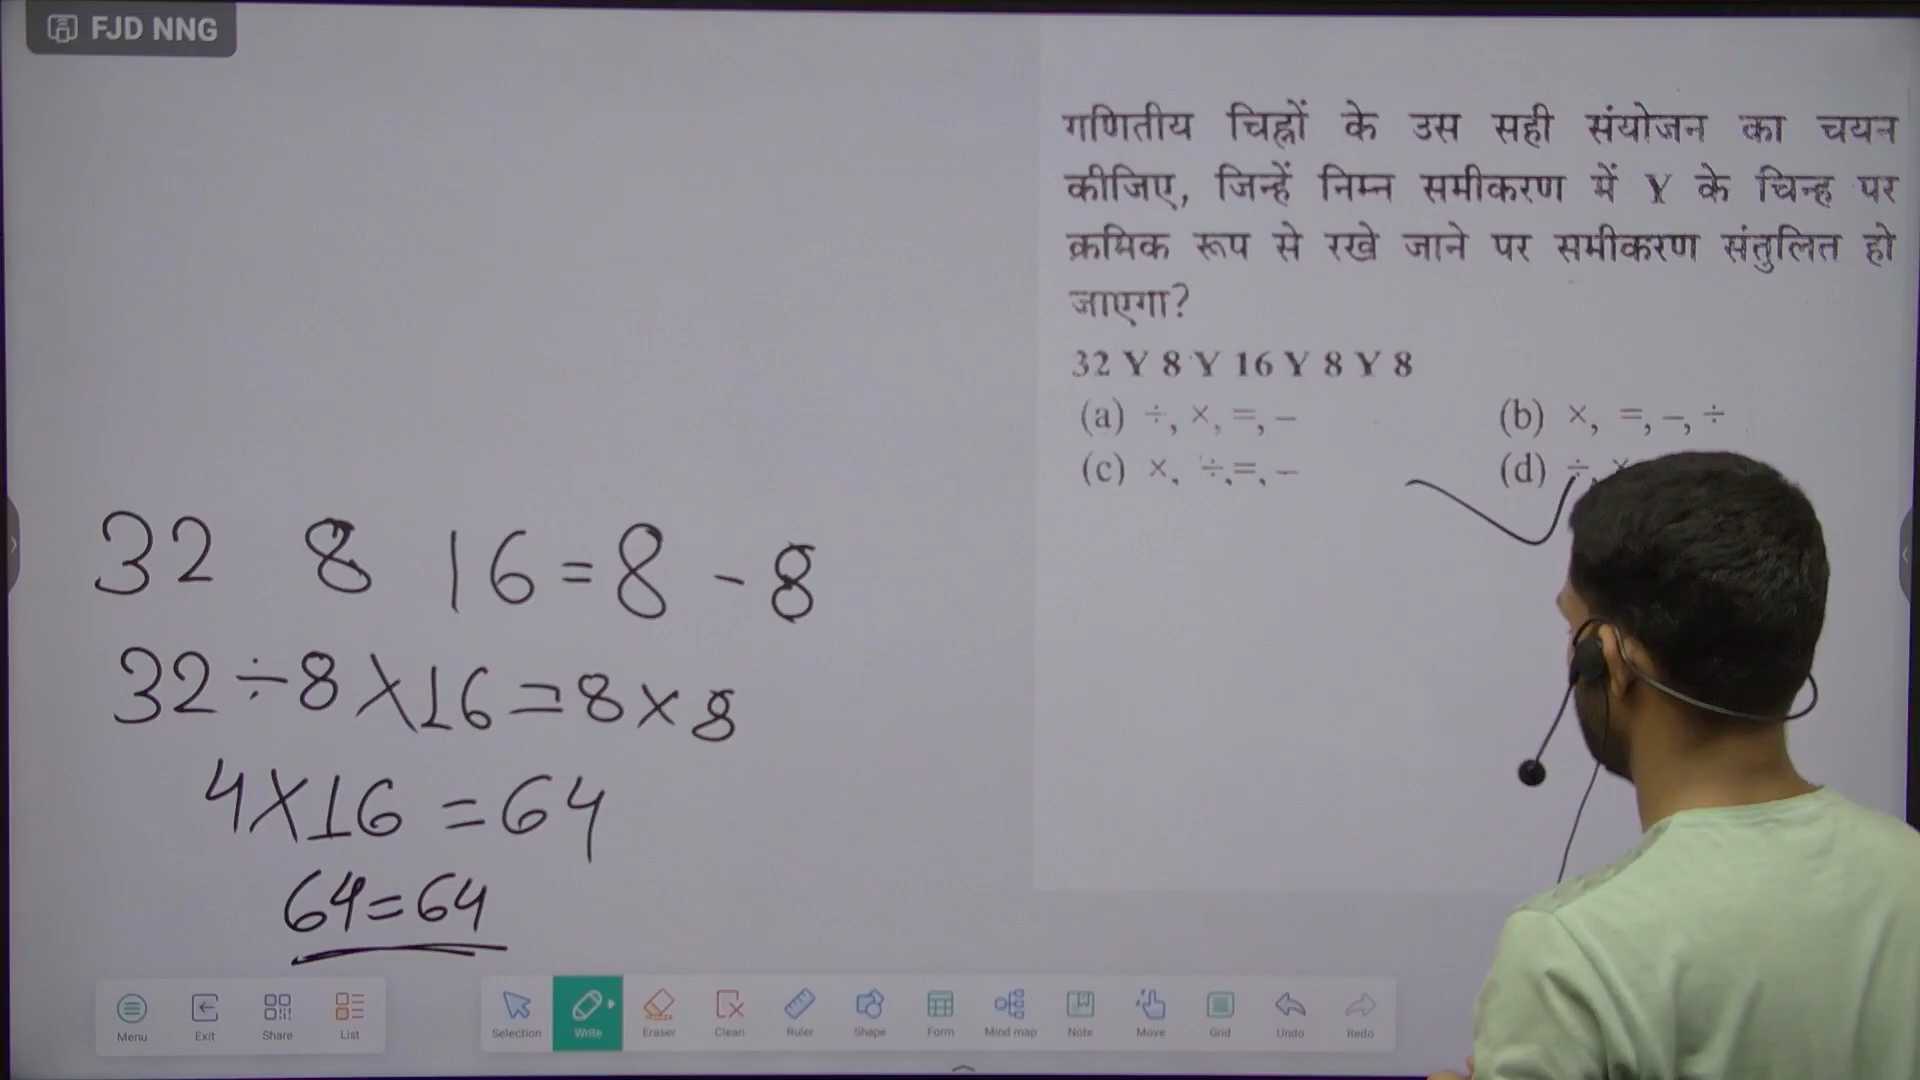 FJD NNG
गणितीय चिह्नों के उस सही संयोजन का चयन
कीजिए, जिन्हें निम्न समीकरण में Y के चिन्ह पर
क्रमिक रूप से रखे जाने पर समीकरण संतुलित हो
जाएगा?
32 Y 8 Y 16 Y 8 Y 8
(a) ÷, ×, =, –
(b) ×, =, –, ÷
(c) ×, ÷, =, –
(d) ÷, ×
32 8 16 = 8 - 8
32 ÷ 8 × 16 = 8 × 8
4 × 16 = 64
64 = 64
Menu Exit Share List
Selection Write Eraser Clean Ruler Shape Form Mind map Note Move Grid Undo Redo